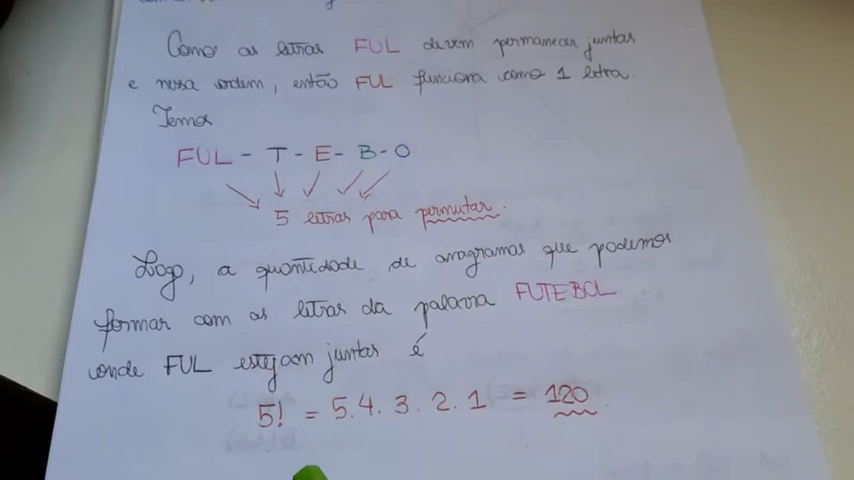 Como as letras FUL devem permanecer juntas
e nessa ordem, então FUL funciona como 1 letra.
Temos
FUL - T - E - B - O
5 letras para permutar.
Logo, a quantidade de anagramas que podemos
formar com as letras da palavra FUTEBOL
onde FUL estejam juntas é
5! = 5.4.3.2.1 = 120.